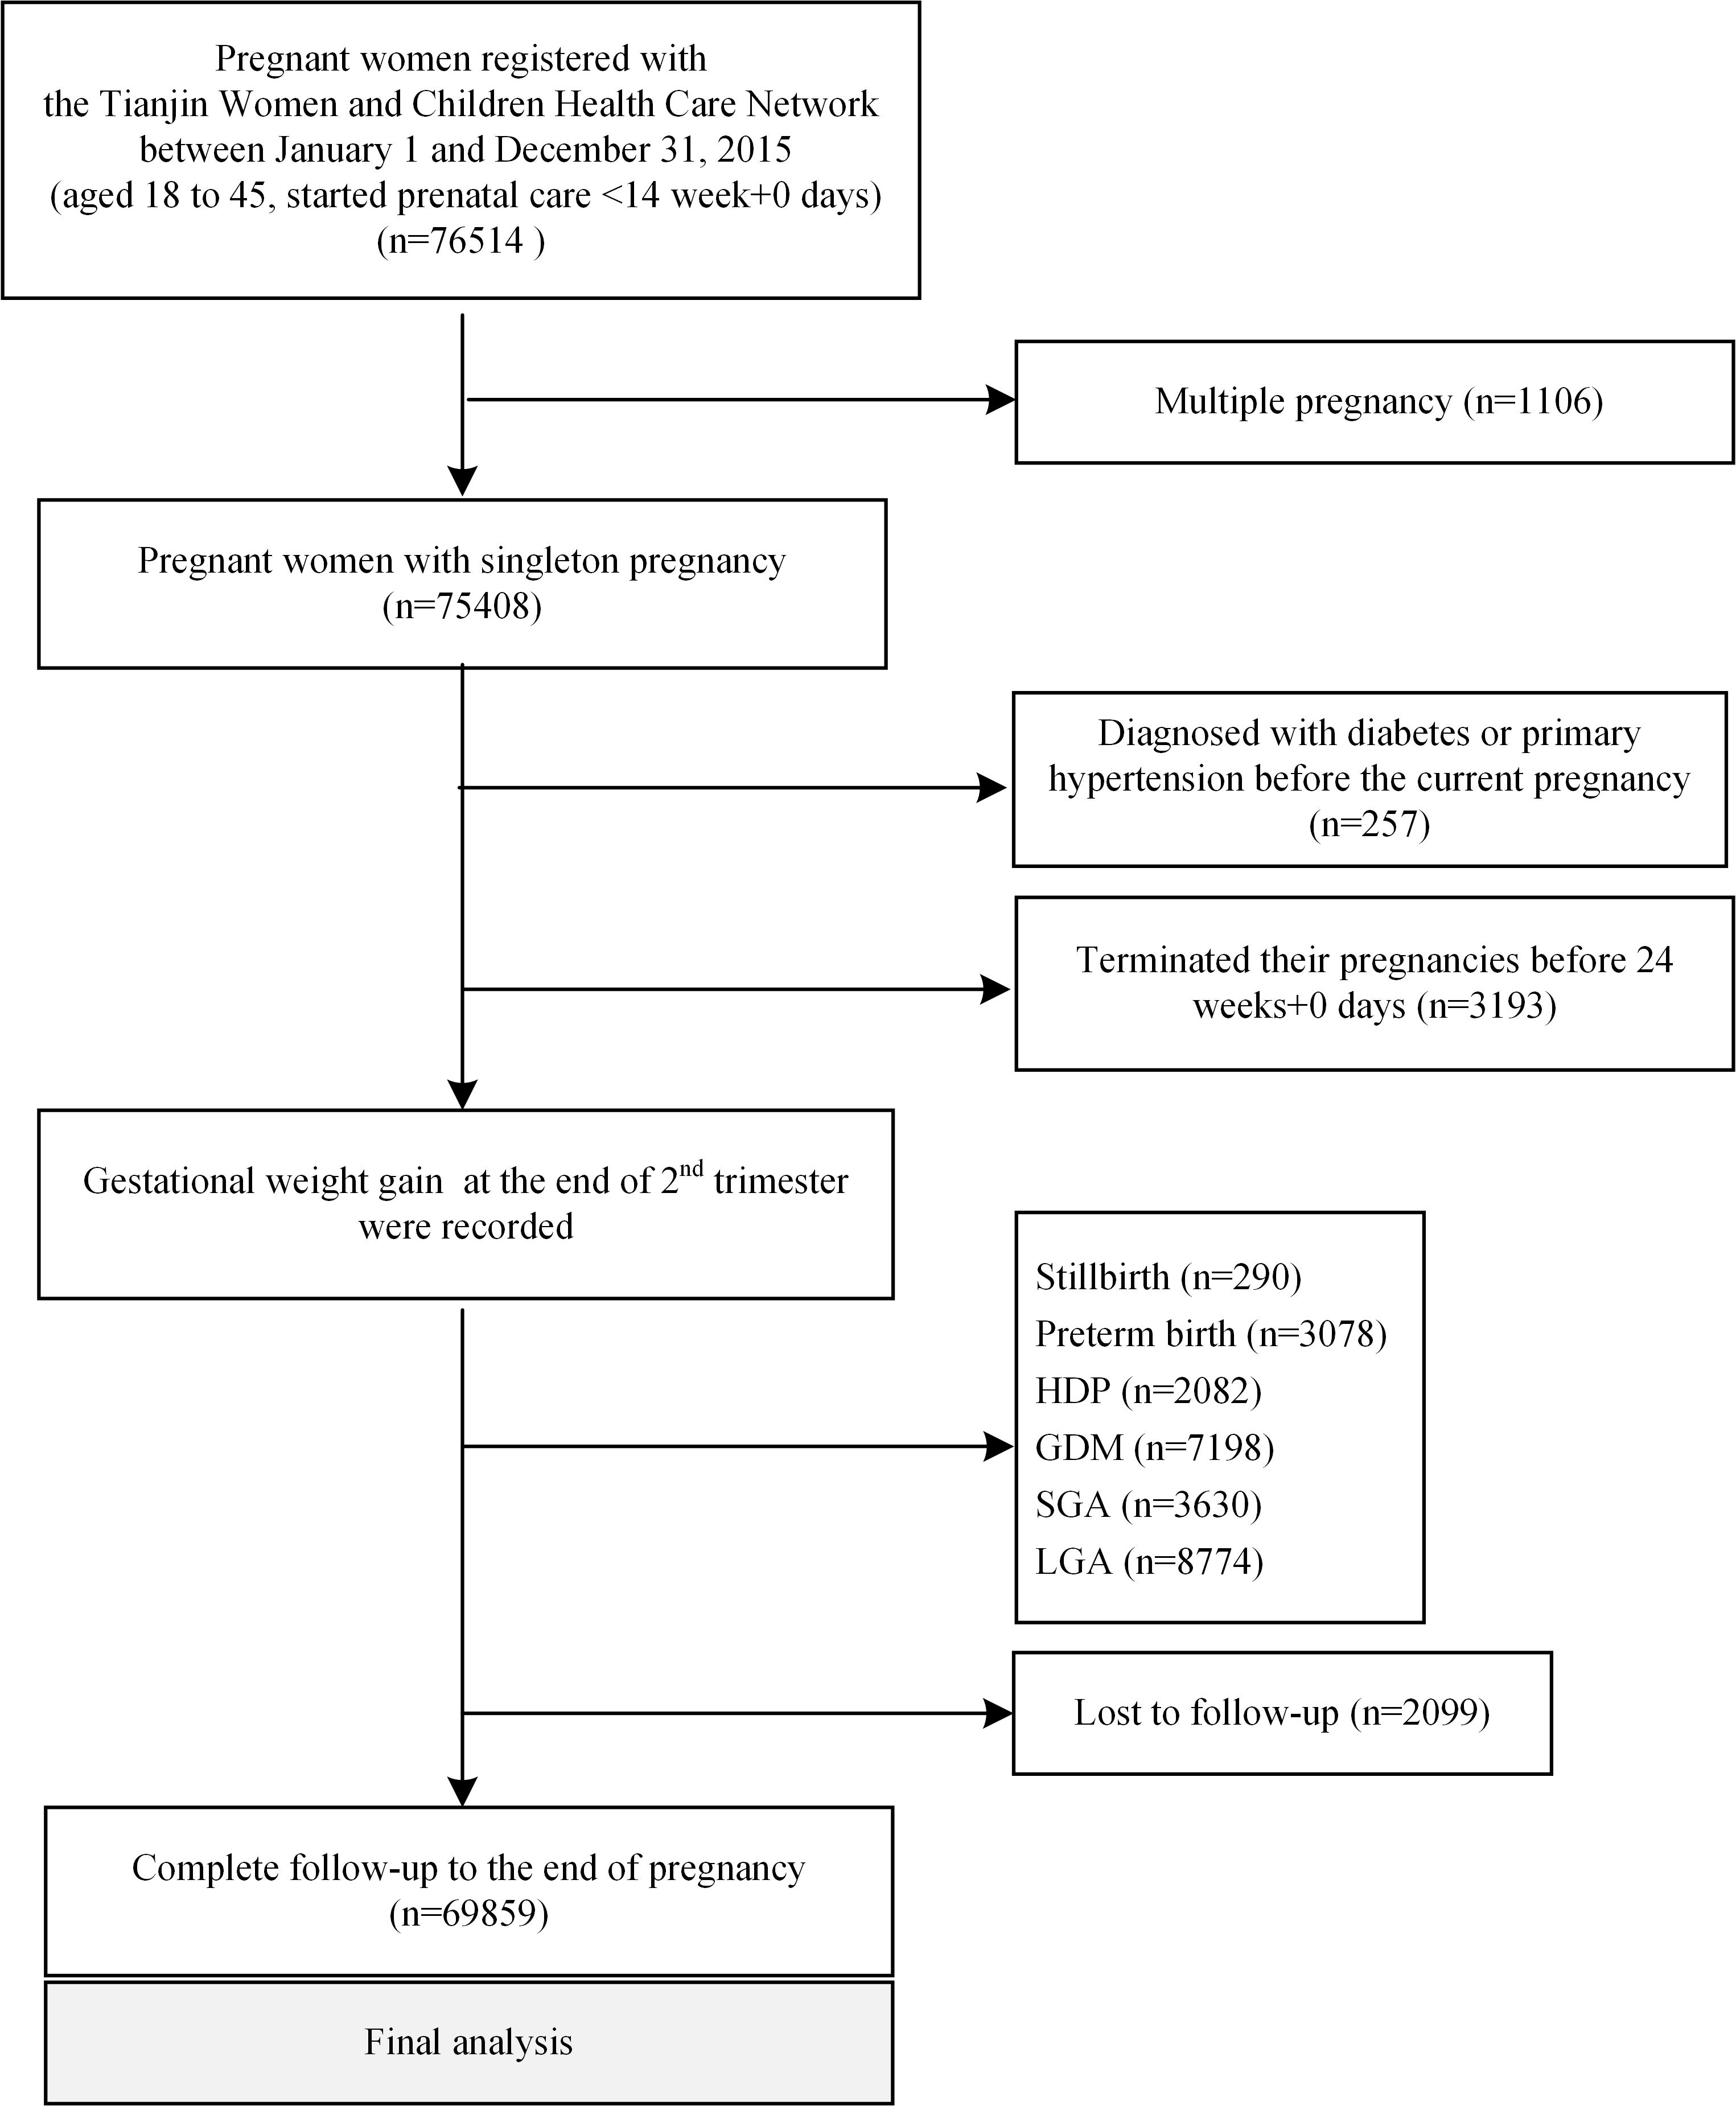 Pregnant women registered with
the Tianjin Women and Children Health Care Network
between January 1 and December 31, 2015
(aged 18 to 45, started prenatal care <14 week+0 days)
(n=76514 )
Multiple pregnancy (n=1106)
Pregnant women with singleton pregnancy
(n=75408)
Diagnosed with diabetes or primary
hypertension before the current pregnancy
(n=257)
Terminated their pregnancies before 24
weeks+0 days (n=3193)
Gestational weight gain  at the end of 2nd trimester
were recorded
Stillbirth (n=290)
Preterm birth (n=3078)
HDP (n=2082)
GDM (n=7198)
SGA (n=3630)
LGA (n=8774)
Lost to follow-up (n=2099)
Complete follow-up to the end of pregnancy
(n=69859)
Final analysis